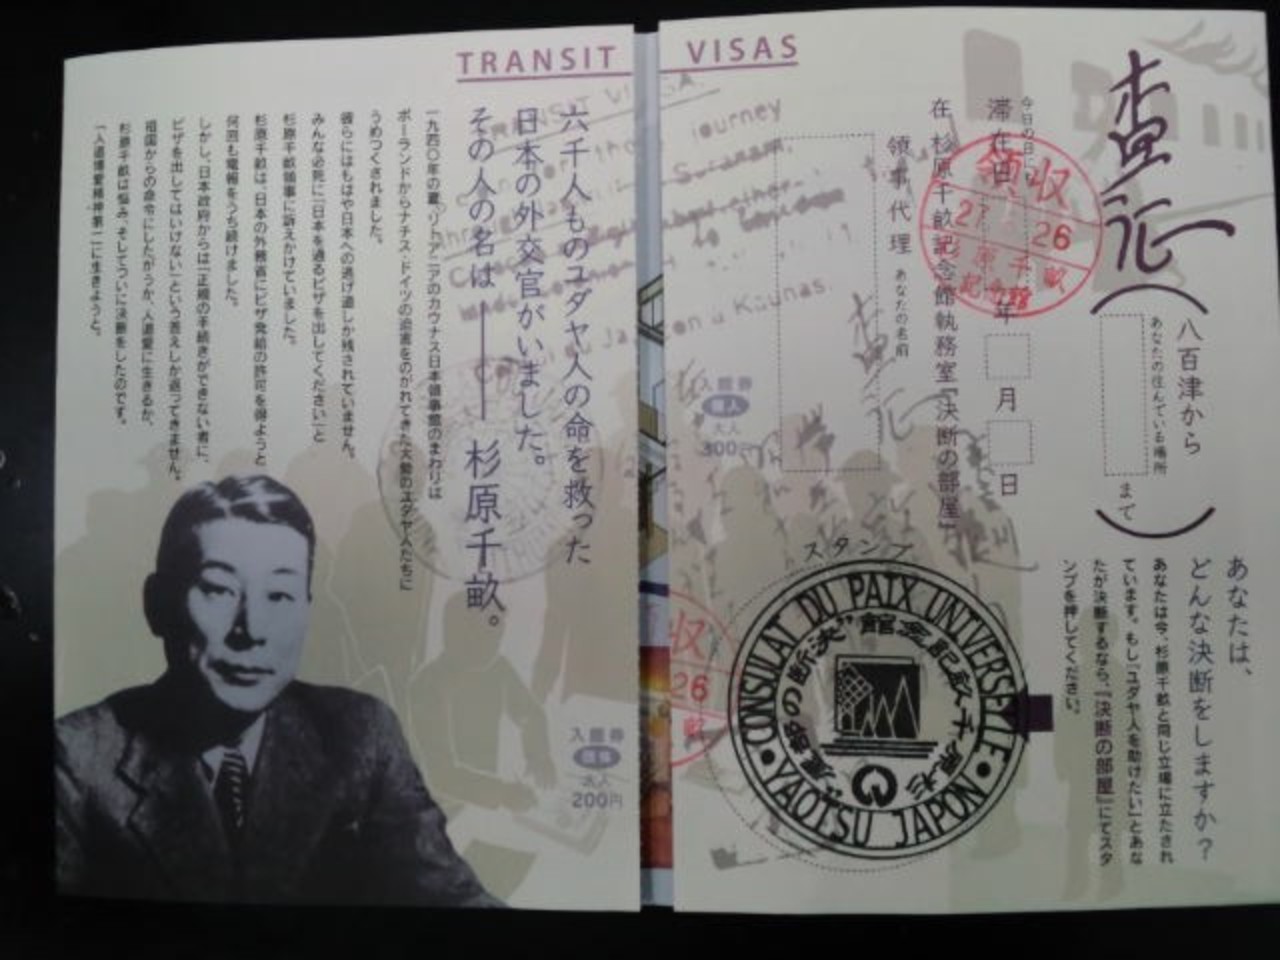 TRANSIT VISAS
六千人ものユダヤ人の命を救った
日本の外交官がいました。
その人の名は――― 杉原千畝。
一九四〇年の夏、リトアニアのカウナス日本領事館のまわりは
ポーランドからナチス・ドイツの迫害をのがれてきた大勢のユダヤ人たちに
うめつくされました。
彼らにはもはや日本への逃げ道しか残されていません。
みんな必死に「日本を通るビザを出してください」と
杉原千畝領事に訴えかけていました。
杉原千畝は、日本の外務省にビザ発給の許可を得ようと
何回も電報をうち続けました。
しかし、日本政府からは「正規の手続きができない者に、
ビザを出してはいけない」という答えしか返ってきません。
祖国からの命令にしたがうか、人道愛に生きるか、
杉原千畝は悩み、そしてついに決断をしたのです。
「人道博愛精神第一」に生きようと。
入館券
大人
200円
査証
八百津から
あなたの住んでいる場所
まで
今日の日にち
滞在日
年
月
日
在 杉原千畝記念館執務室「決断の部屋」
領事代理
あなたの名前
領収
27
26
杉原千畝
記念館
入館券
個人
大人
300円
収
26
畝
スタンプ
CONSULAT DU PAIX UNIVERSEYLE
YAOTSU JAPON
杉原千畝記念館
"決断の部屋"
あなたは、
どんな決断をしますか？
あなたは今、杉原千畝と同じ立場に立たされ
ています。もし「ユダヤ人を助けたい」とあな
たが決断するなら、『決断の部屋』にてスタ
ンプを押してください。